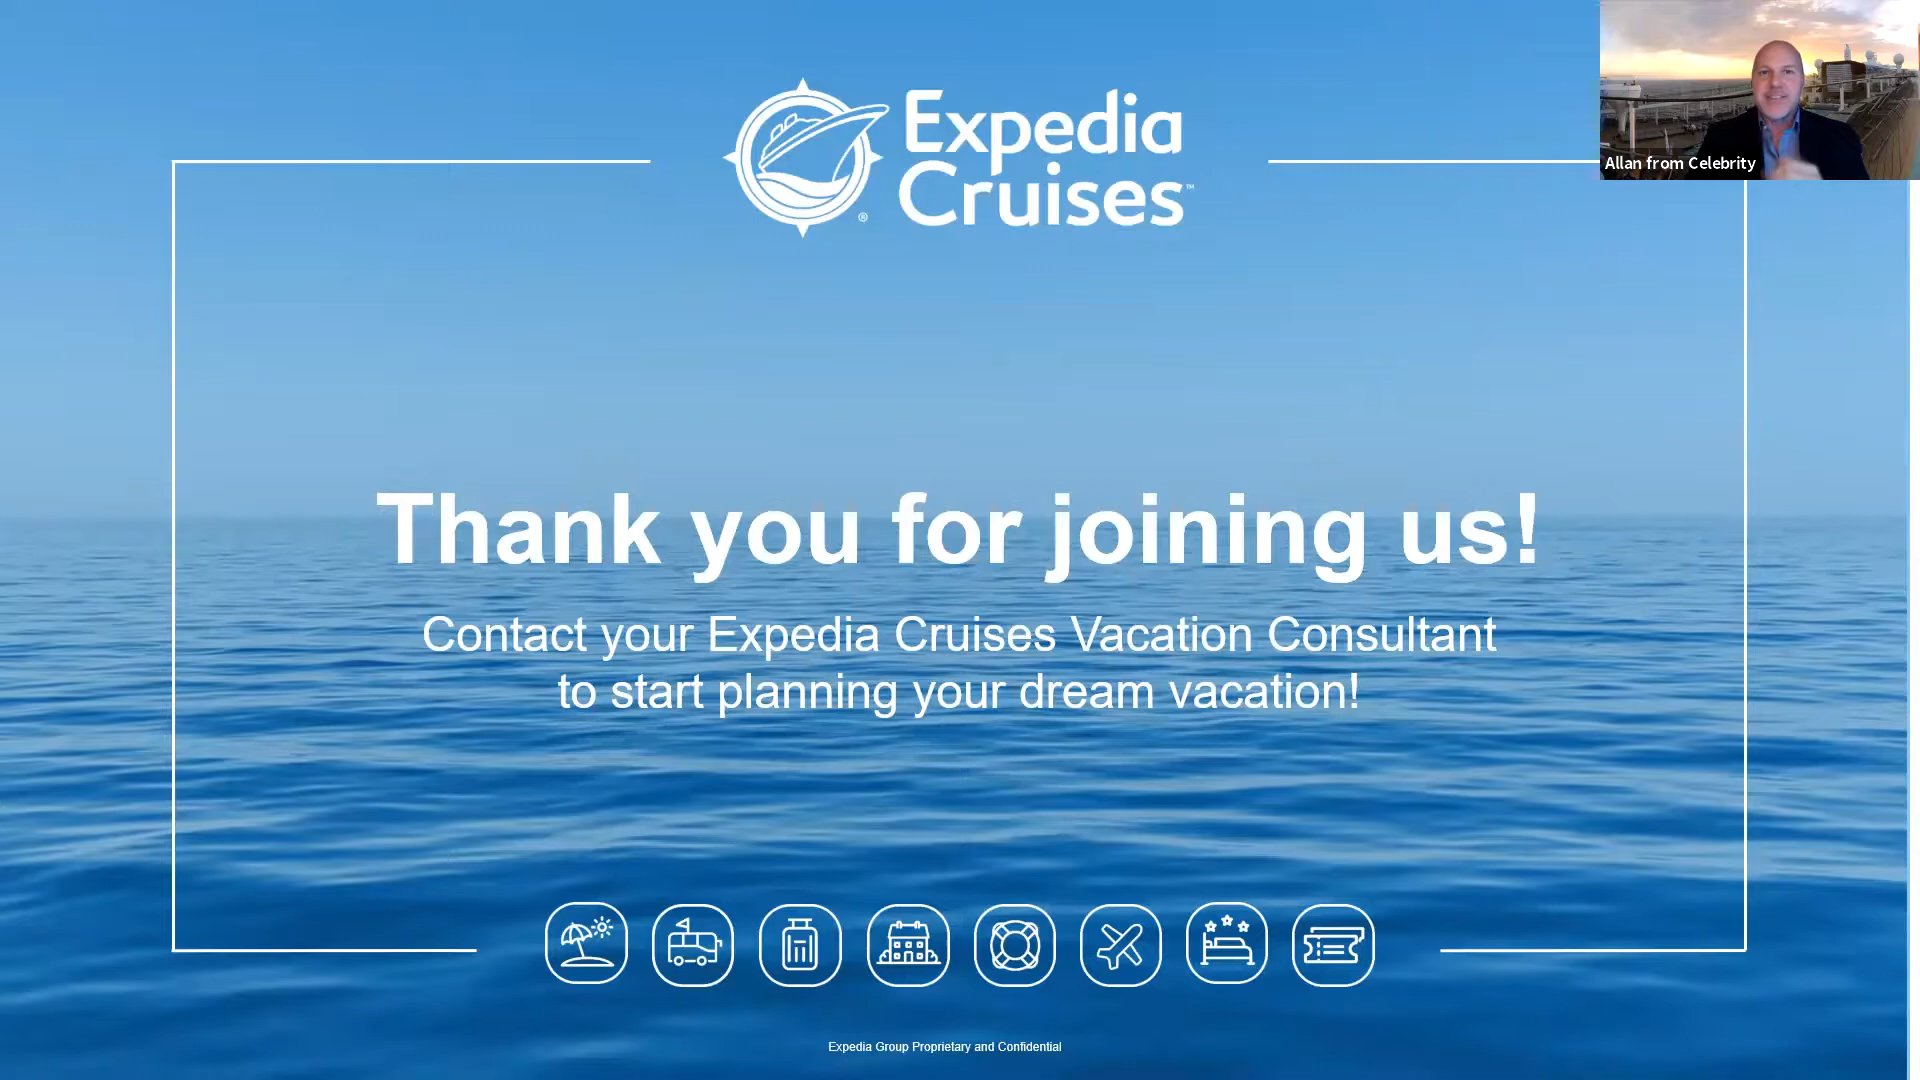 Expedia
Cruises™
®
Allan from Celebrity
Thank you for joining us!
Contact your Expedia Cruises Vacation Consultant
to start planning your dream vacation!
Expedia Group Proprietary and Confidential